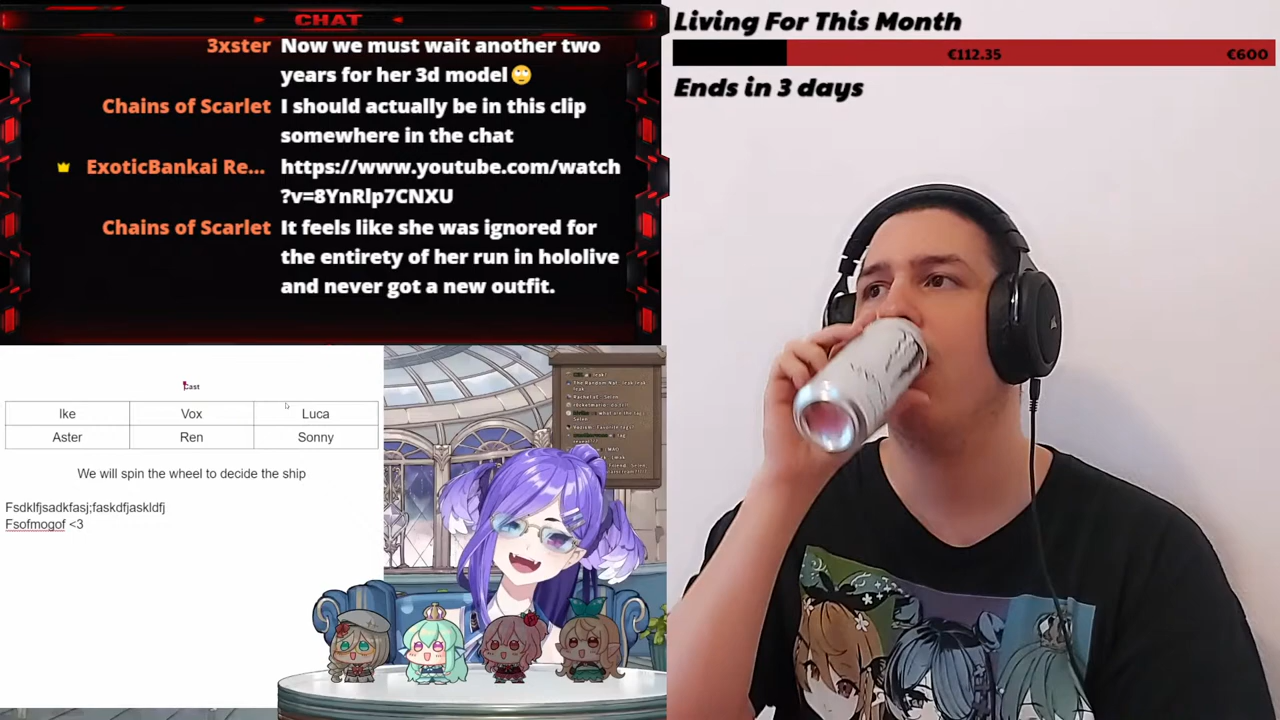 CHAT
3xster Now we must wait another two
years for her 3d model🙄
Chains of Scarlet I should actually be in this clip
somewhere in the chat
ExoticBankai Re... https://www.youtube.com/watch
?v=8YnRlp7CNXU
Chains of Scarlet It feels like she was ignored for
the entirety of her run in hololive
and never got a new outfit.
Living For This Month
€112.35 €600
Ends in 3 days
Cast
Ike Vox Luca
Aster Ren Sonny
We will spin the wheel to decide the ship
Fsdklfjsadkfasj;faskdfjaskldfj
Fsofmogof <3